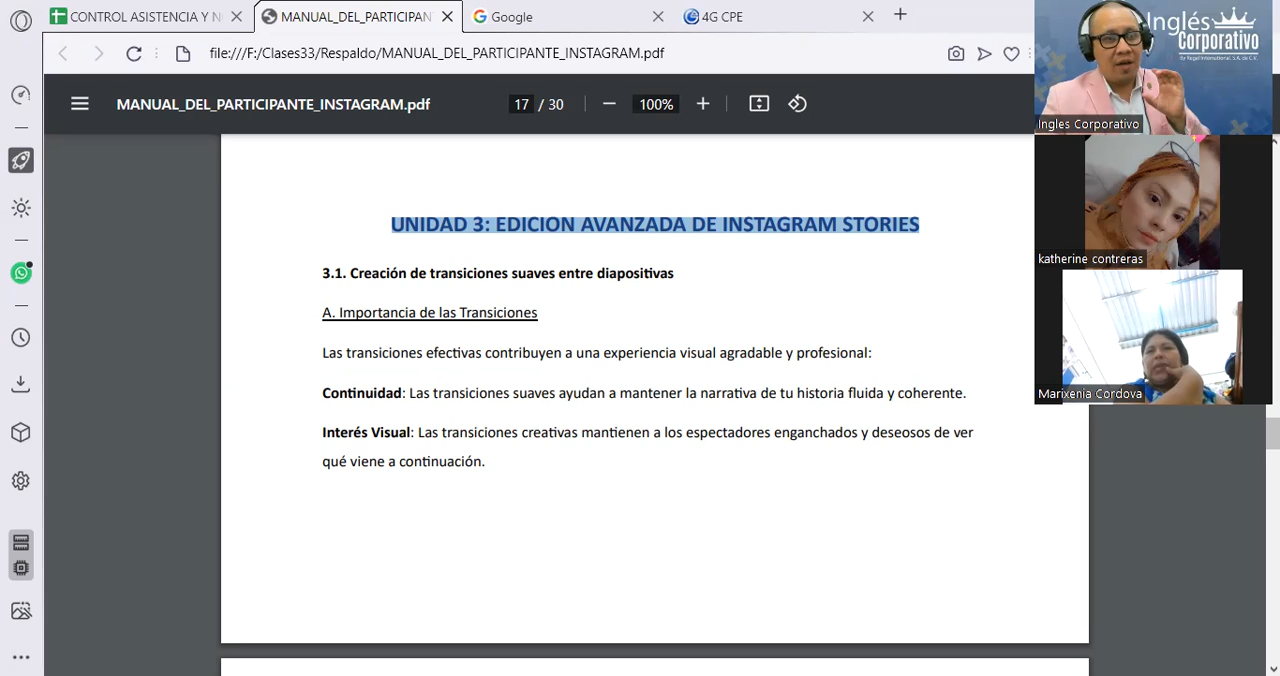 CONTROL ASISTENCIA Y N
MANUAL_DEL_PARTICIPAN
Google
4G CPE
file:///F:/Clases33/Respaldo/MANUAL_DEL_PARTICIPANTE_INSTAGRAM.pdf
MANUAL_DEL_PARTICIPANTE_INSTAGRAM.pdf
17 / 30
100%
UNIDAD 3: EDICION AVANZADA DE INSTAGRAM STORIES
3.1. Creación de transiciones suaves entre diapositivas
A. Importancia de las Transiciones
Las transiciones efectivas contribuyen a una experiencia visual agradable y profesional:
Continuidad: Las transiciones suaves ayudan a mantener la narrativa de tu historia fluida y coherente.
Interés Visual: Las transiciones creativas mantienen a los espectadores enganchados y deseosos de ver
qué viene a continuación.
Inglés
Corporativo
By Regal International, S.A. de C.V.
Ingles Corporativo
katherine contreras
Marixenia Cordova